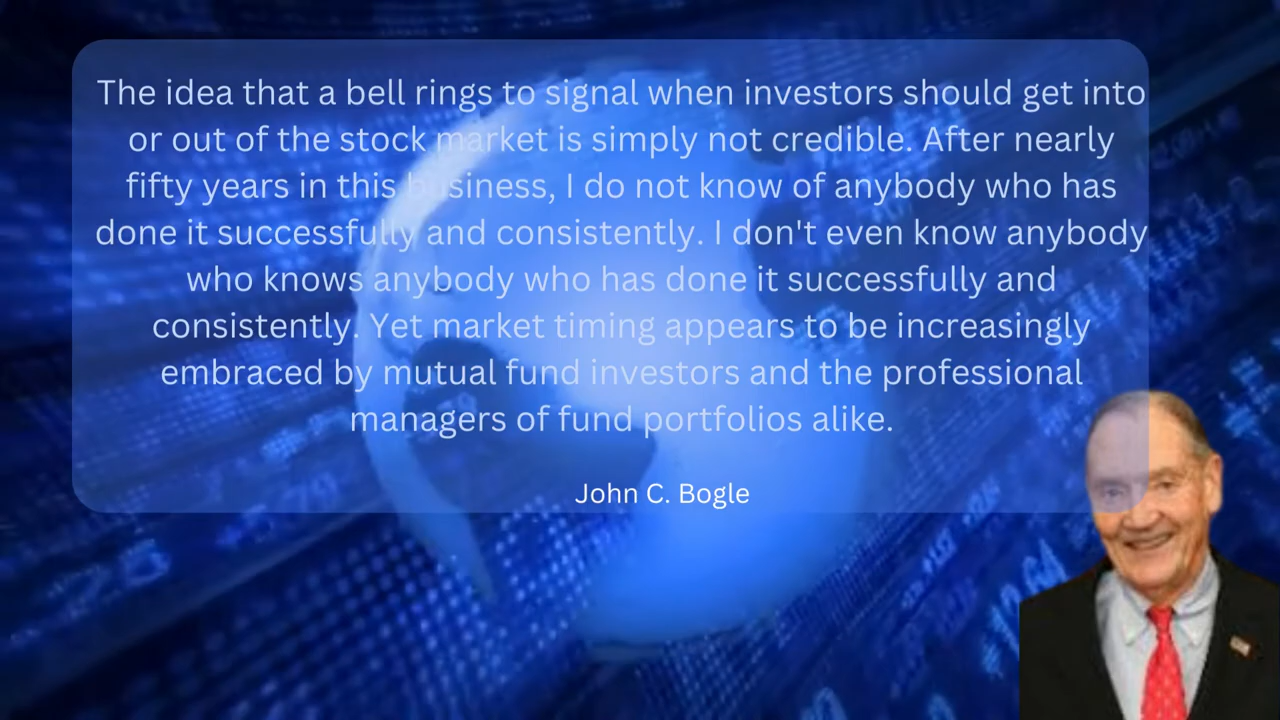 The idea that a bell rings to signal when investors should get into
or out of the stock market is simply not credible. After nearly
fifty years in this business, I do not know of anybody who has
done it successfully and consistently. I don't even know anybody
who knows anybody who has done it successfully and
consistently. Yet market timing appears to be increasingly
embraced by mutual fund investors and the professional
managers of fund portfolios alike.
John C. Bogle